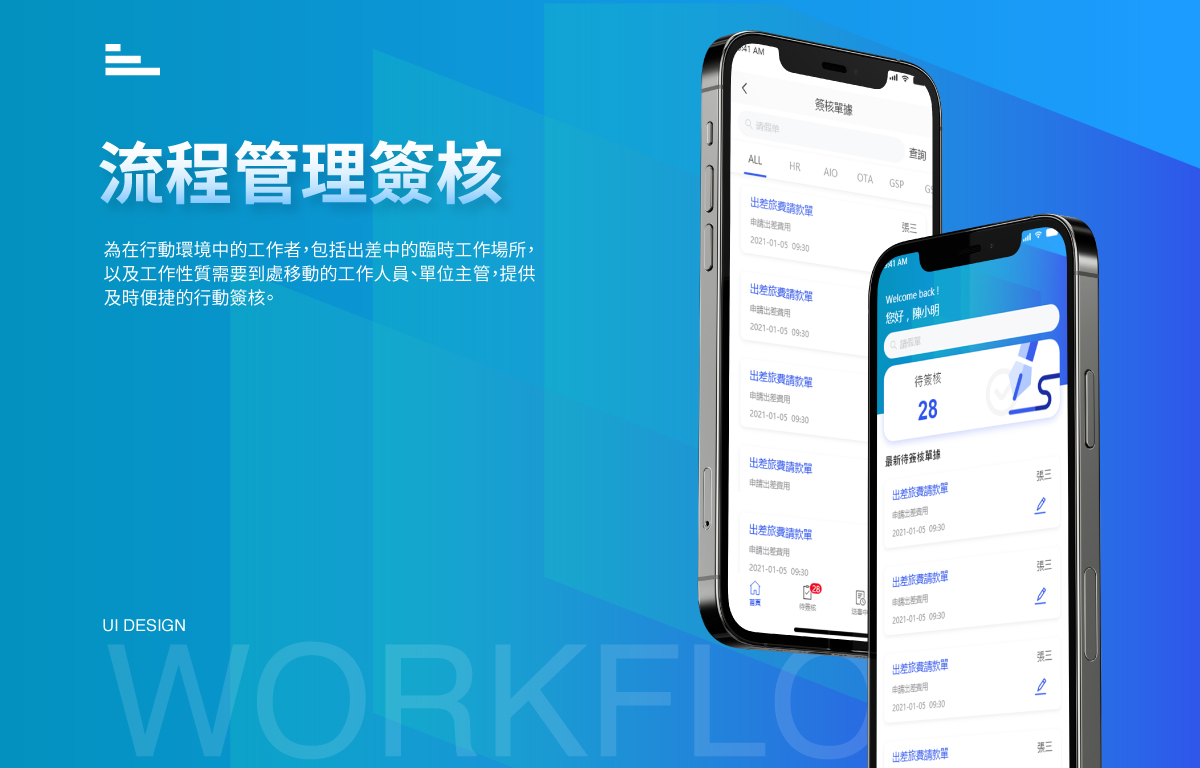 流程管理簽核
為在行動環境中的工作者,包括出差中的臨時工作場所,
以及工作性質需要到處移動的工作人員、單位主管,提供
及時便捷的行動簽核。
UI DESIGN
WORKFLO
:41 AM
簽核單據
請假單
查詢
ALL HR AIO OTA GSP
出差旅費請款單
張三
申請出差費用
2021-01-05 09:30
出差旅費請款單
申請出差費用
2021-01-05 09:30
出差旅費請款單
申請出差費用
2021-01-05 09:30
出差旅費請款單
申請出差費用
出差旅費請款單
申請出差費用
2021-01-05 09:30
首頁
待簽核
28
:41 AM
Welcome back !
您好，陳小明
請假單
待簽核
28
最新待簽核單據
出差旅費請款單
張三
申請出差費用
2021-01-05 09:30
出差旅費請款單
張三
申請出差費用
2021-01-05 09:30
出差旅費請款單
張三
申請出差費用
2021-01-05 09:30
出差旅費請款單
張三